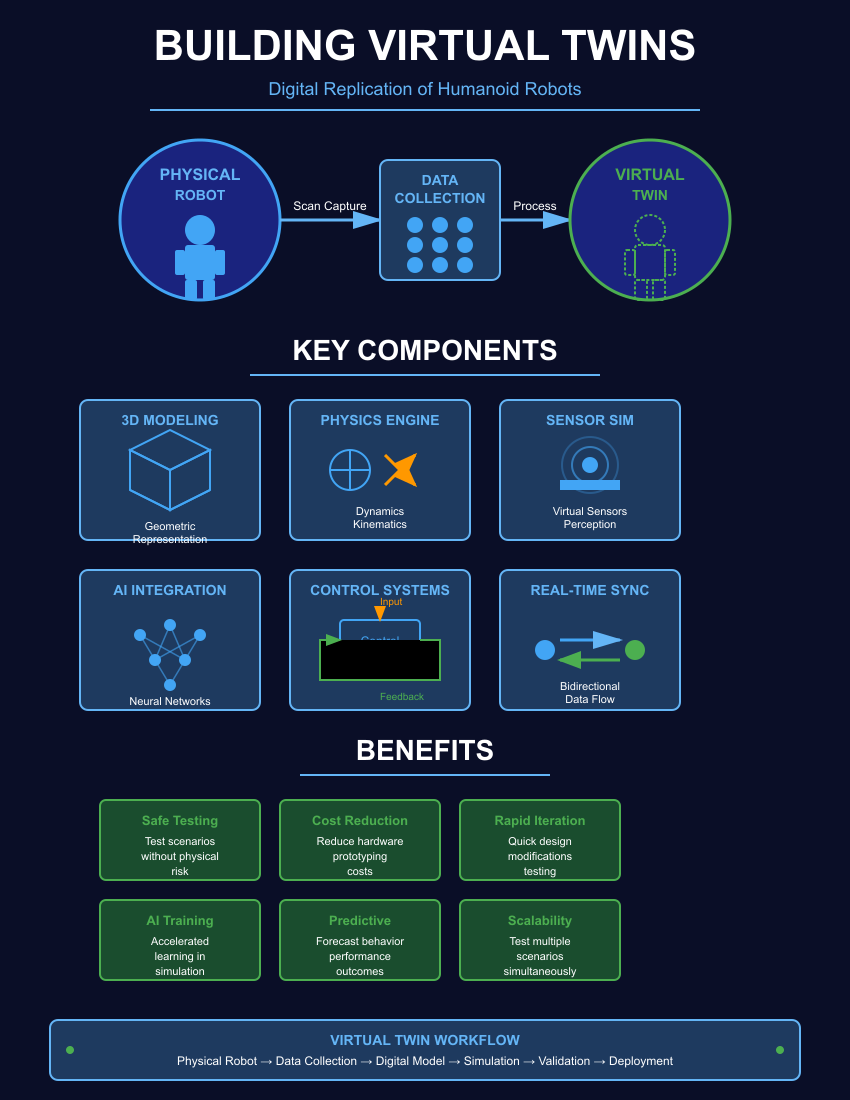 BUILDING VIRTUAL TWINS
Digital Replication of Humanoid Robots
PHYSICAL
ROBOT
Scan Capture
DATA
COLLECTION
Process
VIRTUAL
TWIN
KEY COMPONENTS
3D MODELING
Geometric
Representation
PHYSICS ENGINE
Dynamics
Kinematics
SENSOR SIM
Virtual Sensors
Perception
AI INTEGRATION
Neural Networks
CONTROL SYSTEMS
Input
Control
Feedback
REAL-TIME SYNC
Bidirectional
Data Flow
BENEFITS
Safe Testing
Test scenarios
without physical
risk
Cost Reduction
Reduce hardware
prototyping
costs
Rapid Iteration
Quick design
modifications
testing
AI Training
Accelerated
learning in
simulation
Predictive
Forecast behavior
performance
outcomes
Scalability
Test multiple
scenarios
simultaneously
VIRTUAL TWIN WORKFLOW
Physical Robot → Data Collection → Digital Model → Simulation → Validation → Deployment